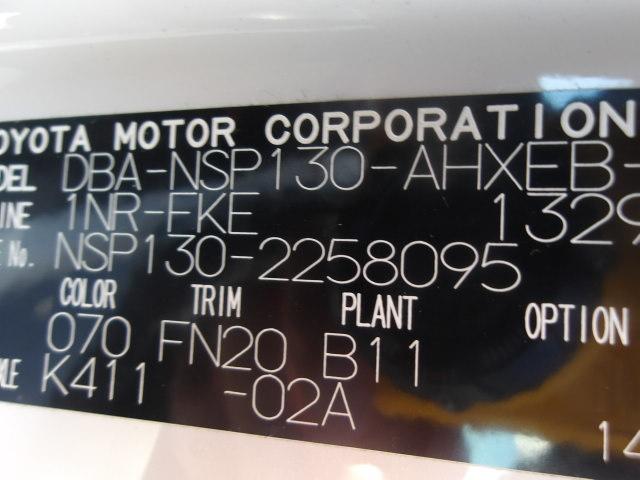 OYOTA MOTOR CORPORATION
DEL DBA-NSP130-AHXEB-
INE 1NR-FKE 1329
E No. NSP130-2258095
COLOR TRIM PLANT OPTION
070 FN20 B11
XLE K411 -02A
14